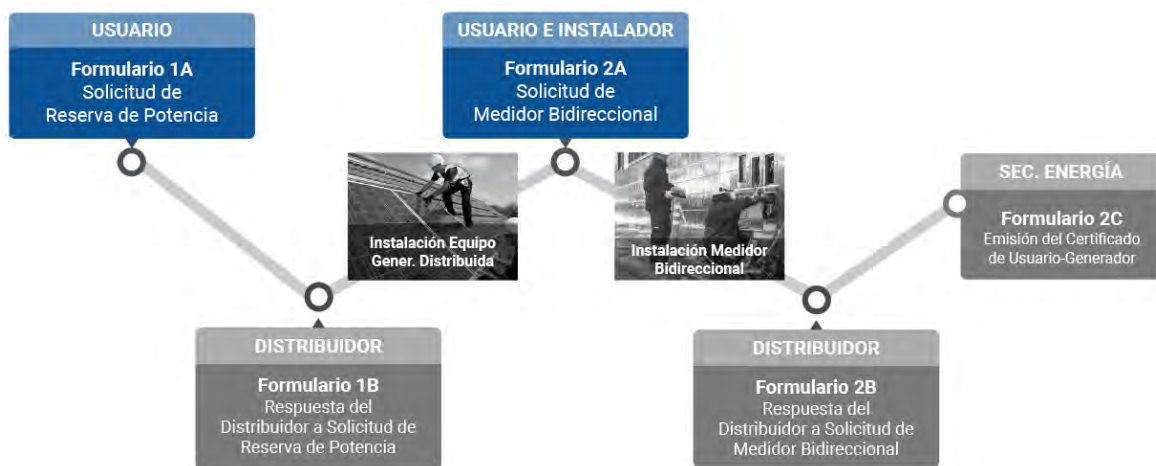 USUARIO
Formulario 1A
Solicitud de
Reserva de Potencia
USUARIO E INSTALADOR
Formulario 2A
Solicitud de
Medidor Bidireccional
Instalación Equipo
Gener. Distribuida
Instalación Medidor
Bidireccional
SEC. ENERGÍA
Formulario 2C
Emisión del Certificado
de Usuario-Generador
DISTRIBUIDOR
Formulario 1B
Respuesta del
Distribuidor a Solicitud de
Reserva de Potencia
DISTRIBUIDOR
Formulario 2B
Respuesta del
Distribuidor a Solicitud de
Medidor Bidireccional